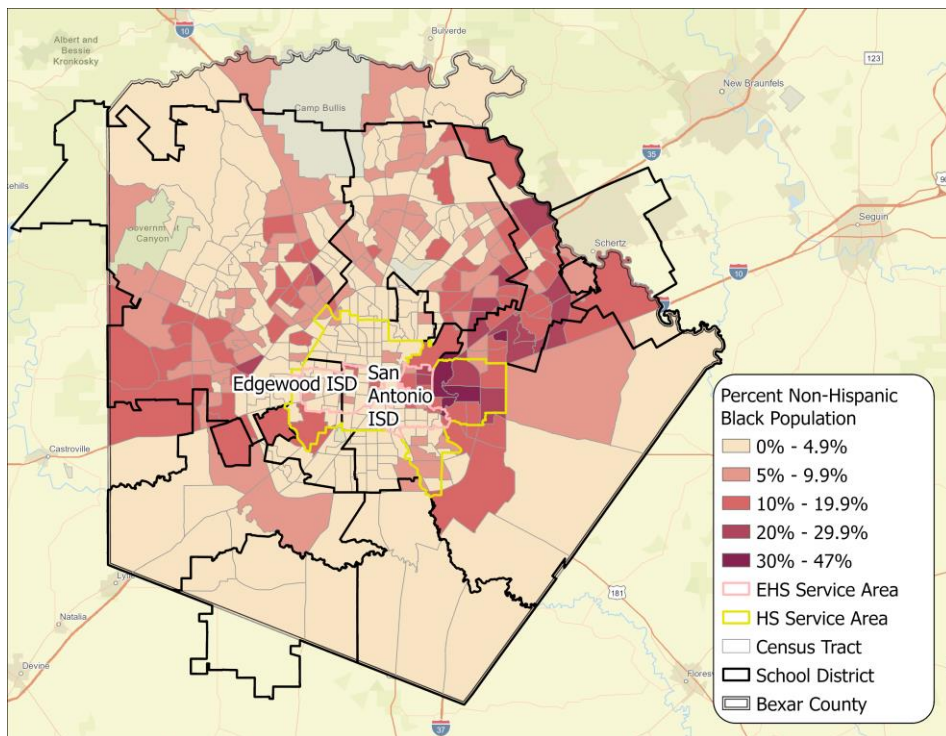 Albert and
Bessie
Kronkosky
10
Bulverde
123
New Braunfels
Camp Bullis
35
Government
Canyon
Schertz
Seguin
10
Edgewood ISD
San
Antonio
ISD
Castroville
Natalia
Devine
181
37
Percent Non-Hispanic
Black Population
0% - 4.9%
5% - 9.9%
10% - 19.9%
20% - 29.9%
30% - 47%
EHS Service Area
HS Service Area
Census Tract
School District
Bexar County